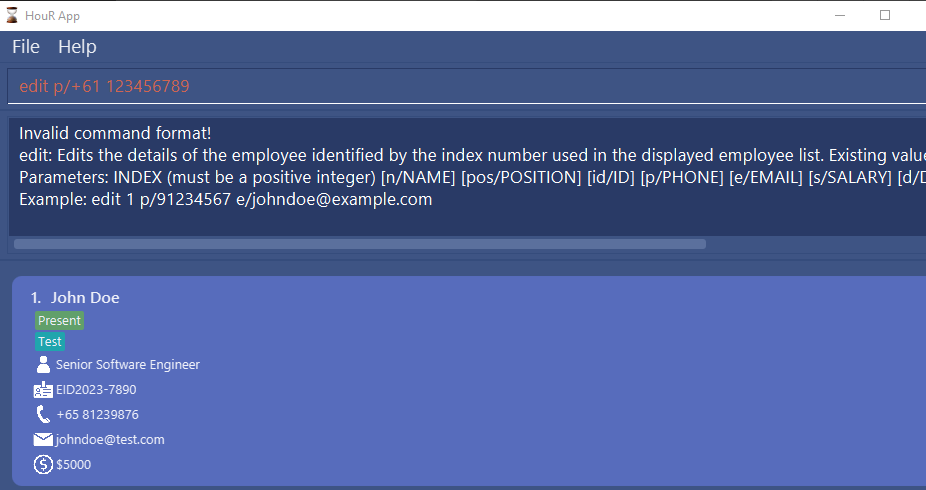 HouR App
File Help
edit p/+61 123456789
Invalid command format!
edit: Edits the details of the employee identified by the index number used in the displayed employee list. Existing value
Parameters: INDEX (must be a positive integer) [n/NAME] [pos/POSITION] [id/ID] [p/PHONE] [e/EMAIL] [s/SALARY] [d/D
Example: edit 1 p/91234567 e/johndoe@example.com
1. John Doe
Present
Test
Senior Software Engineer
EID2023-7890
+65 81239876
johndoe@test.com
$5000